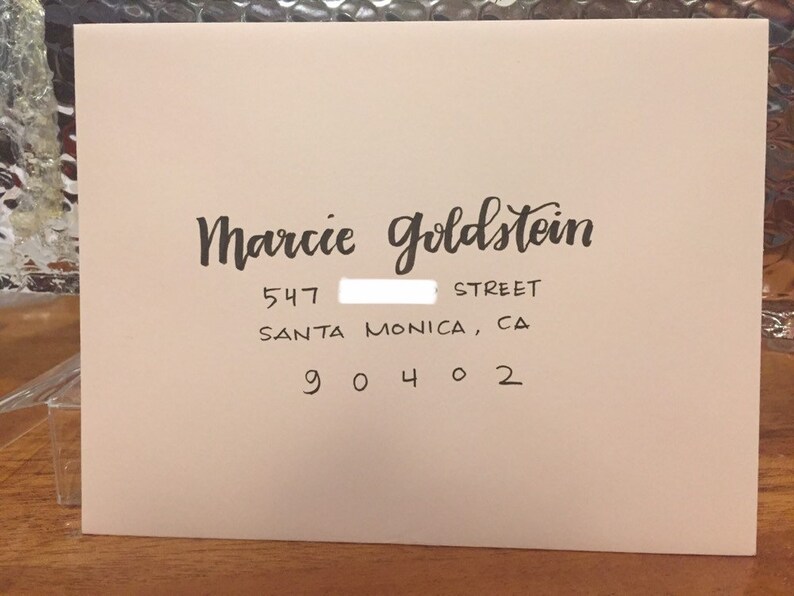 Marcie Goldstein
547 STREET
SANTA MONICA, CA
90402